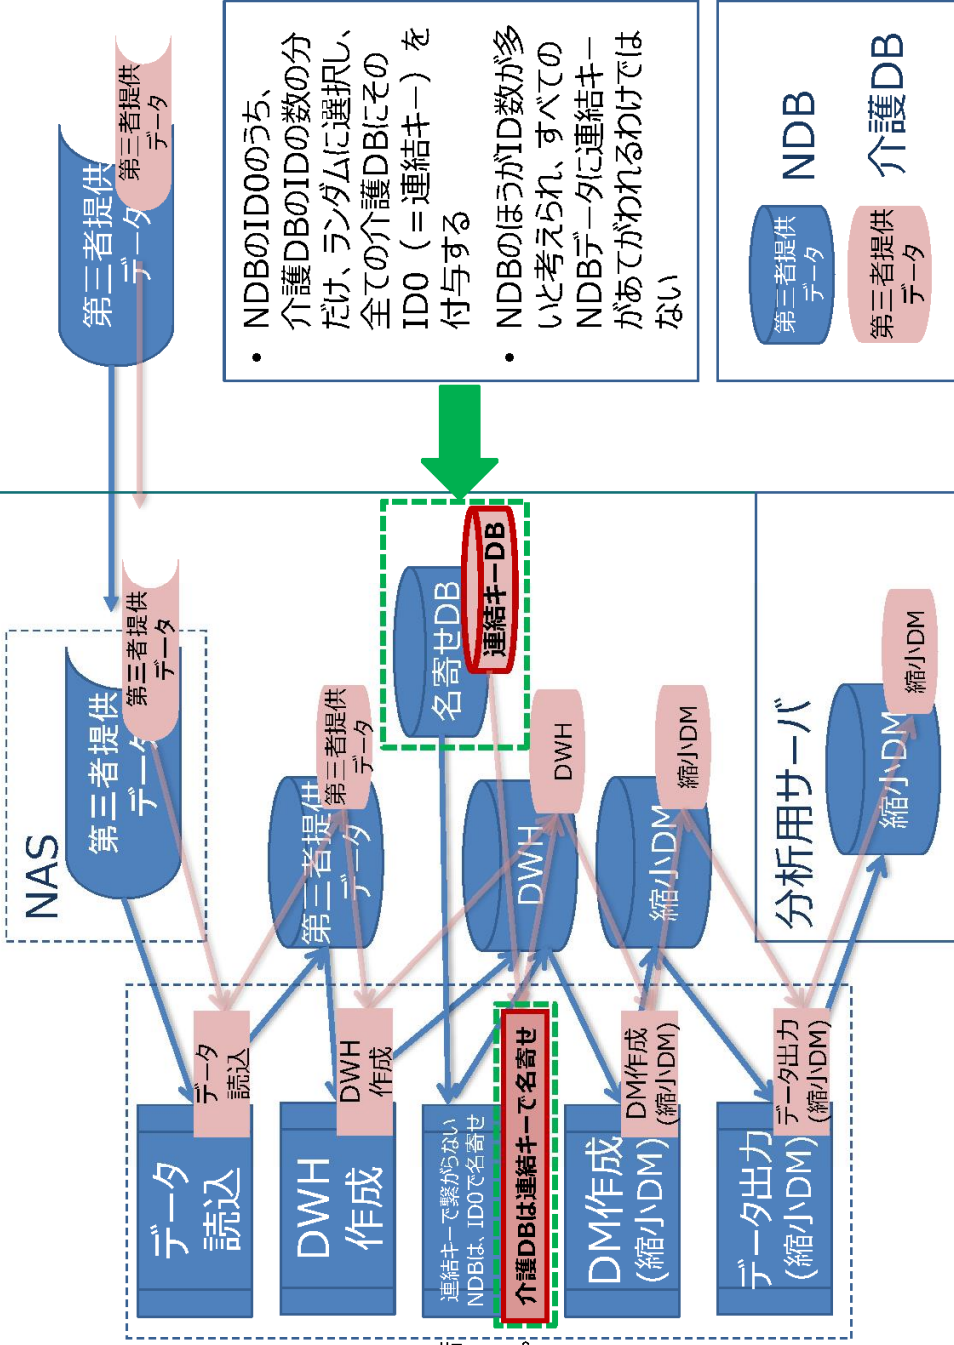 NAS
第三者提供
データ
第三者提供
データ
第三者提供
データ
第三者提供
データ
データ
読込
データ
読込
第三者提供
データ
第三者提供
データ
DWH
作成
DWH
作成
名寄せDB
連結キーDB
連結キーで繋がらない
NDBは、ID0で名寄せ
介護DBは連結キーで名寄せ
DWH
DWH
DM作成
(縮小DM)
DM作成
(縮小DM)
縮小DM
縮小DM
データ出力
(縮小DM)
データ出力
(縮小DM)
分析用サーバ
縮小DM
縮小DM
• NDBのID0のうち、
介護DBのIDの数の分
だけ、ランダムに選択し、
全ての介護DBにその
ID0（＝連結キー）を
付与する
• NDBのほうがID数が多
いと考えられ、すべての
NDBデータに連結キー
があてがわれるわけでは
ない
第三者提供
データ
NDB
第三者提供
データ
介護DB